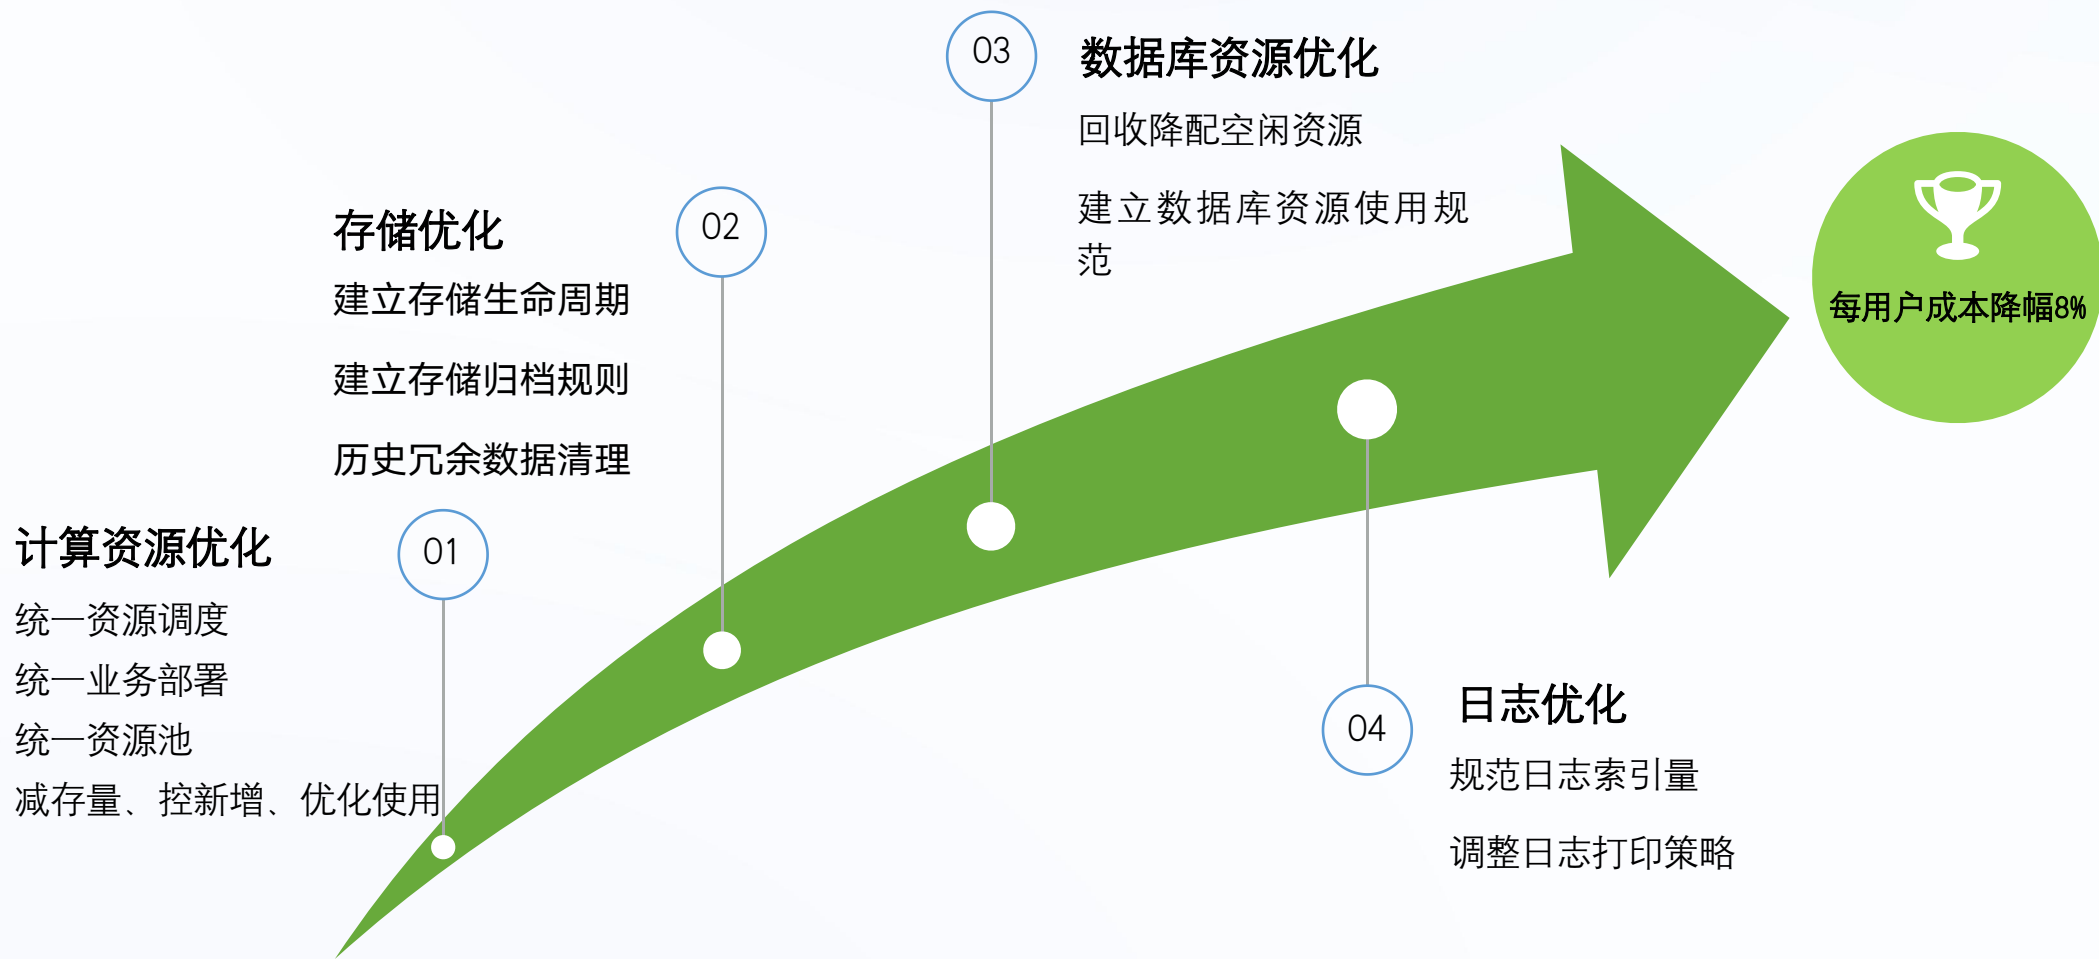 01
计算资源优化
统一资源调度
统一业务部署
统一资源池
减存量、控新增、优化使用
02
存储优化
建立存储生命周期
建立存储归档规则
历史冗余数据清理
03
数据库资源优化
回收降配空闲资源
建立数据库资源使用规
范
04
日志优化
规范日志索引量
调整日志打印策略
每用户成本降幅8%